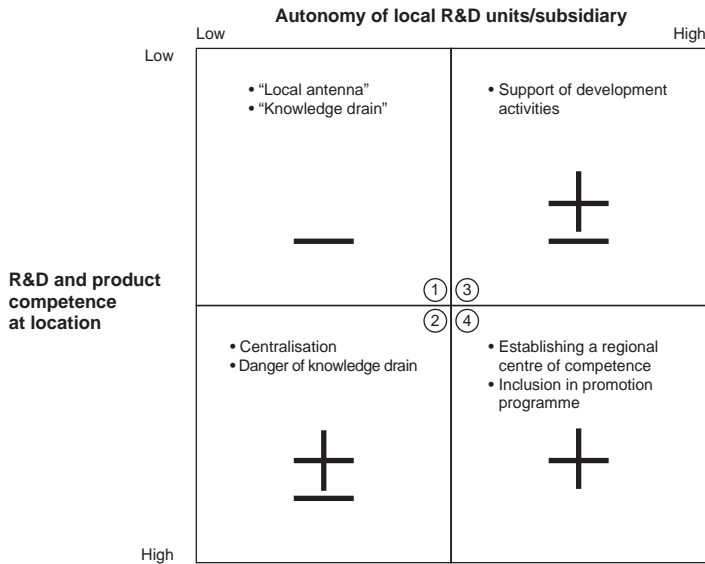 Autonomy of local R&D units/subsidiary
Low
High
Low
• “Local antenna”
• “Knowledge drain”
• Support of development
activities
R&D and product
competence
at location
1
3
2
4
• Centralisation
• Danger of knowledge drain
• Establishing a regional
centre of competence
• Inclusion in promotion
programme
High